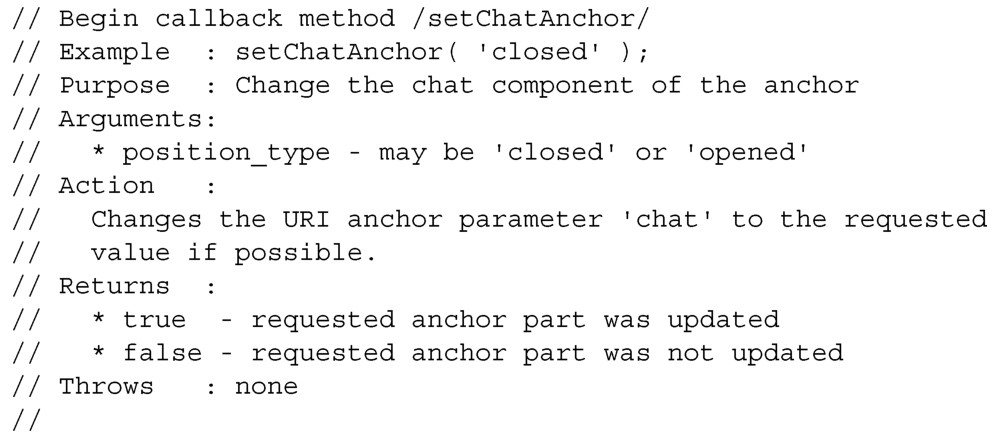 // Begin callback method /setChatAnchor/
// Example  : setChatAnchor( 'closed' );
// Purpose  : Change the chat component of the anchor
// Arguments:
//   * position_type - may be 'closed' or 'opened'
// Action   :
//   Changes the URI anchor parameter 'chat' to the requested
//   value if possible.
// Returns  :
//   * true  - requested anchor part was updated
//   * false - requested anchor part was not updated
// Throws   : none
//